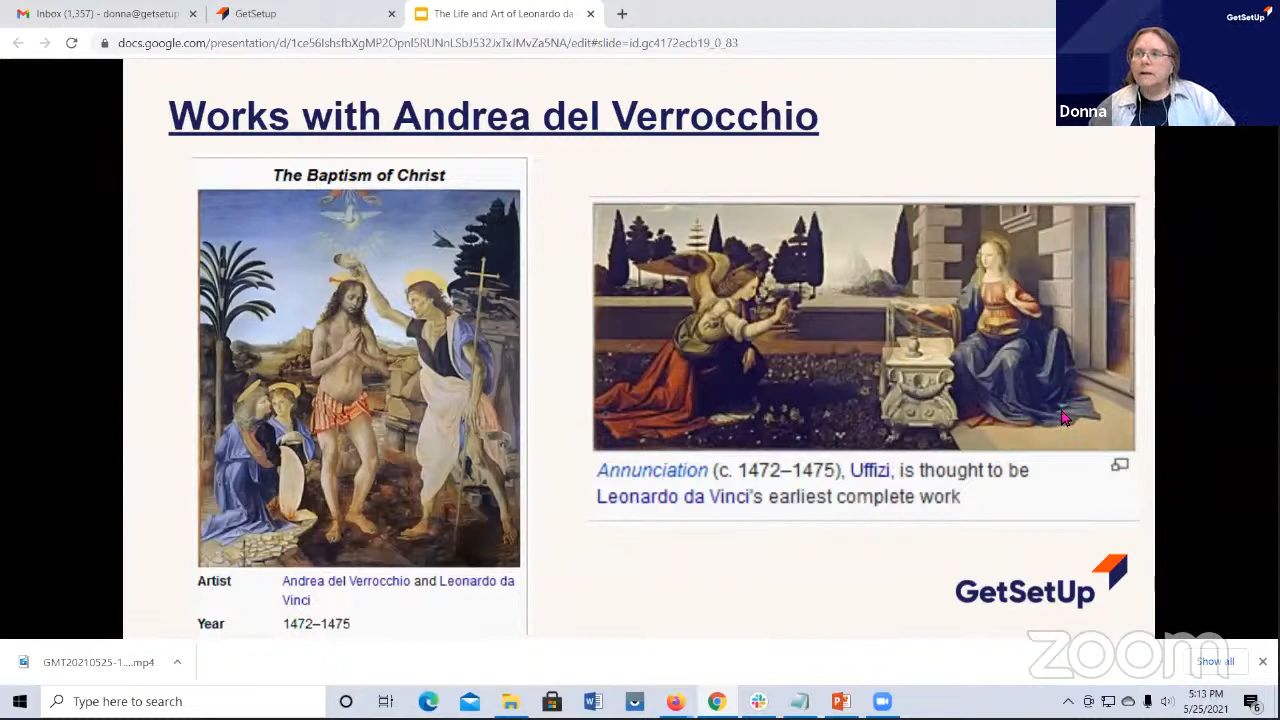 Inbox (1,357) - donna@getsetup
GetSetUp
The Life and Art of Leonardo da
docs.google.com/presentation/d/1ce56IshsfbXgMP2Opnl5RUNbLSbJ532JxTxJMvZa5NA/edit#slide=id.gc4172ecb19_0_83
GetSetUp
Donna
Works with Andrea del Verrocchio
The Baptism of Christ
Artist Andrea del Verrocchio and Leonardo da
Vinci
Year 1472–1475
Annunciation (c. 1472–1475), Uffizi, is thought to be
Leonardo da Vinci's earliest complete work
GetSetUp
zoom
GMT20210525-1....mp4
Show all
Type here to search
5:13 PM
5/25/2021
6